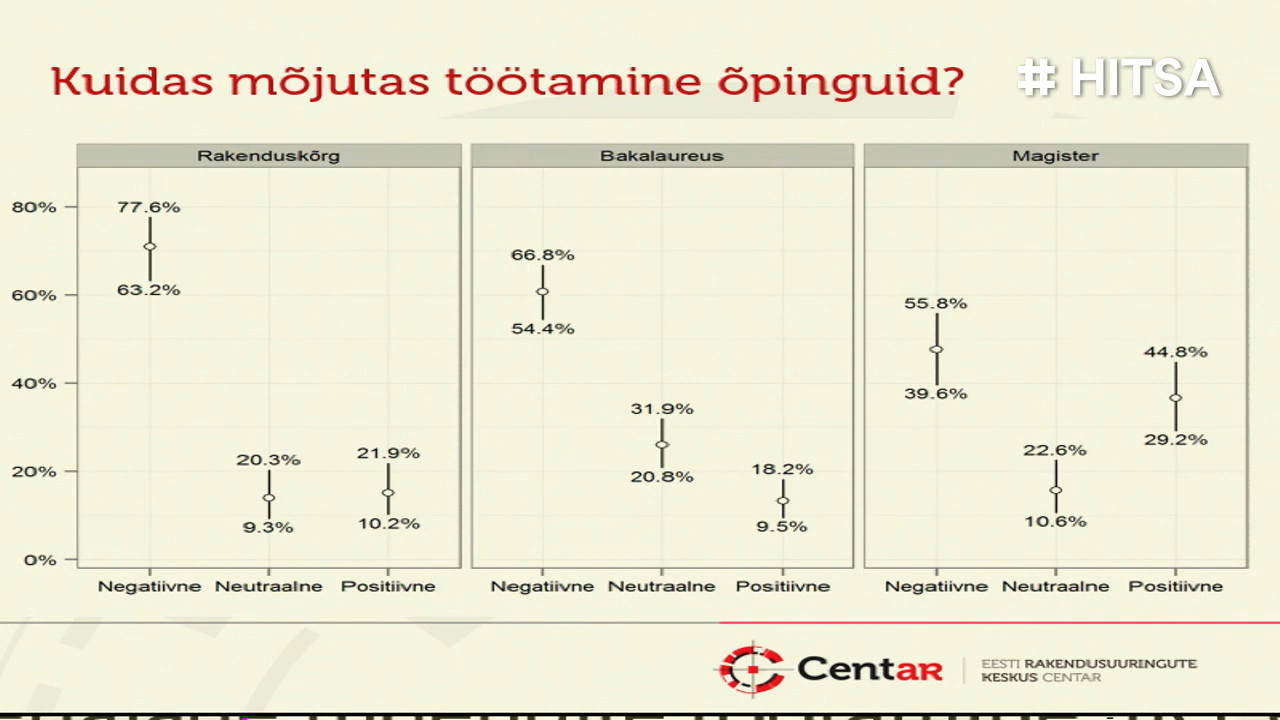 Kuidas mõjutas töötamine õpinguid?
# HITSA
Rakenduskõrg
Bakalaureus
Magister
80%
60%
40%
20%
0%
77.6%
63.2%
20.3%
9.3%
21.9%
10.2%
66.8%
54.4%
31.9%
20.8%
18.2%
9.5%
55.8%
39.6%
22.6%
10.6%
44.8%
29.2%
Negatiivne Neutraalne Positiivne
Negatiivne Neutraalne Positiivne
Negatiivne Neutraalne Positiivne
CentAR
EESTI RAKENDUSUURINGUTE
KESKUS CENTAR